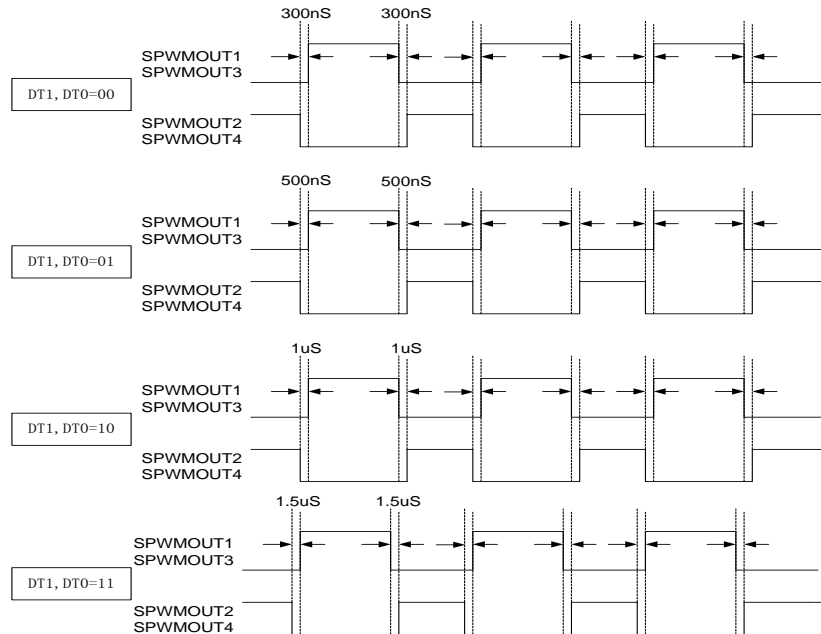 300nS 300nS
SPWMOUT1
SPWMOUT3
DT1, DT0=00
SPWMOUT2
SPWMOUT4
500nS 500nS
SPWMOUT1
SPWMOUT3
DT1, DT0=01
SPWMOUT2
SPWMOUT4
1uS 1uS
SPWMOUT1
SPWMOUT3
DT1, DT0=10
SPWMOUT2
SPWMOUT4
1.5uS 1.5uS
SPWMOUT1
SPWMOUT3
DT1, DT0=11
SPWMOUT2
SPWMOUT4